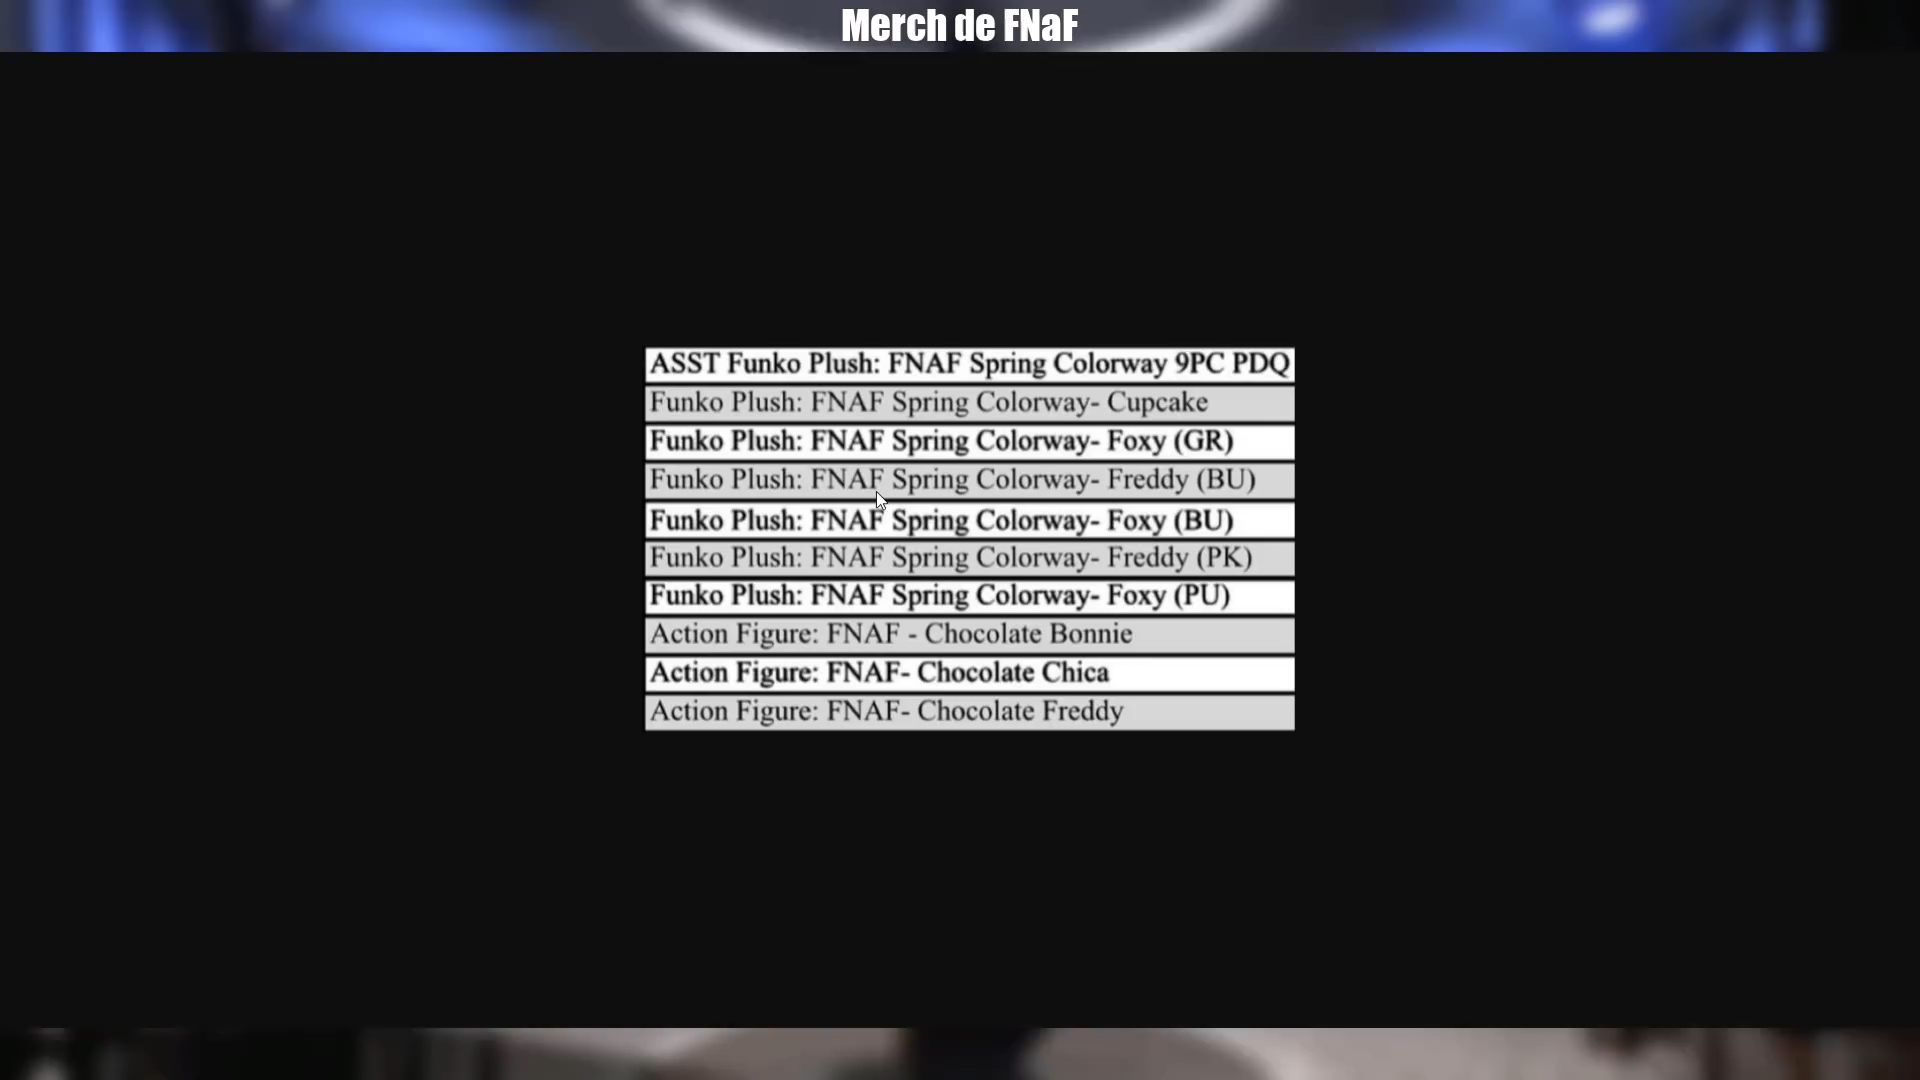 Merch de FNaF
ASST Funko Plush: FNAF Spring Colorway 9PC PDQ
Funko Plush: FNAF Spring Colorway- Cupcake
Funko Plush: FNAF Spring Colorway- Foxy (GR)
Funko Plush: FNAF Spring Colorway- Freddy (BU)
Funko Plush: FNAF Spring Colorway- Foxy (BU)
Funko Plush: FNAF Spring Colorway- Freddy (PK)
Funko Plush: FNAF Spring Colorway- Foxy (PU)
Action Figure: FNAF - Chocolate Bonnie
Action Figure: FNAF- Chocolate Chica
Action Figure: FNAF- Chocolate Freddy